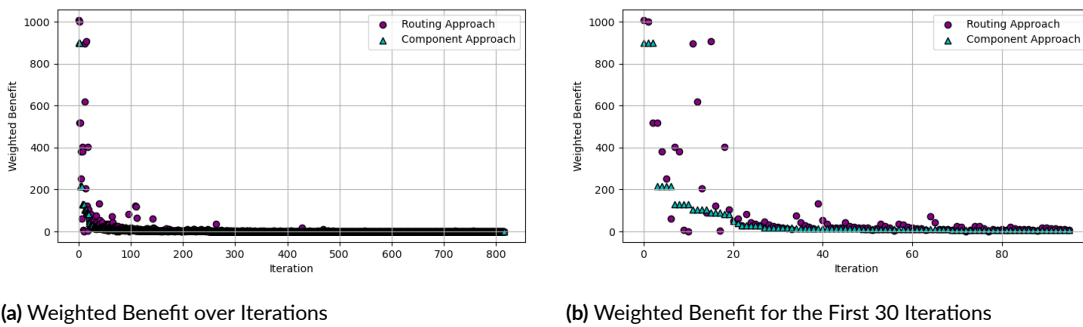 1000
800
600
400
200
0
Weighted Benefit
0 100 200 300 400 500 600 700 800
Iteration
Routing Approach
Component Approach
(a) Weighted Benefit over Iterations
1000
800
600
400
200
0
Weighted Benefit
0 20 40 60 80
Iteration
Routing Approach
Component Approach
(b) Weighted Benefit for the First 30 Iterations